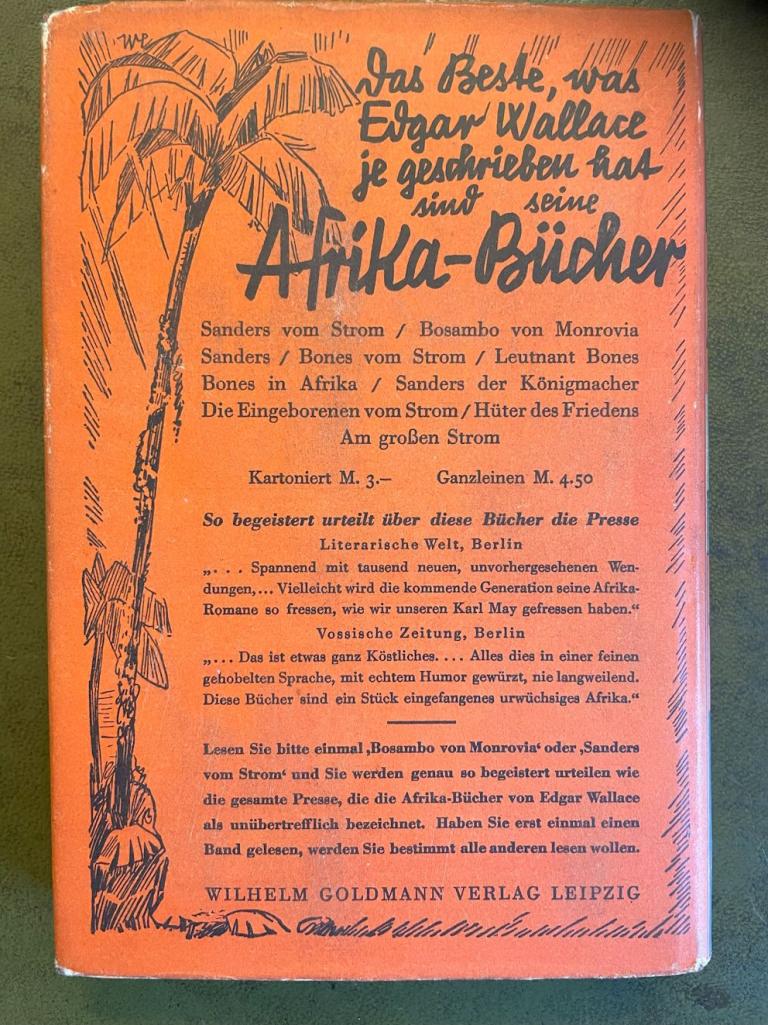 we
Das Beste, was
Edgar Wallace
je geschrieben hat
sind seine
Afrika-Bücher
Sanders vom Strom / Bosambo von Monrovia
Sanders / Bones vom Strom / Leutnant Bones
Bones in Afrika / Sanders der Königmacher
Die Eingeborenen vom Strom / Hüter des Friedens
Am großen Strom
Kartoniert M. 3.– Ganzleinen M. 4.50
So begeistert urteilt über diese Bücher die Presse
Literarische Welt, Berlin
„. . . Spannend mit tausend neuen, unvorhergesehenen Wen-
dungen,... Vielleicht wird die kommende Generation seine Afrika-
Romane so fressen, wie wir unseren Karl May gefressen haben.“
Vossische Zeitung, Berlin
„... Das ist etwas ganz Köstliches.... Alles dies in einer feinen
gehobelten Sprache, mit echtem Humor gewürzt, nie langweilend.
Diese Bücher sind ein Stück eingefangenes urwüchsiges Afrika.“
Lesen Sie bitte einmal ‚Bosambo von Monrovia‘ oder ‚Sanders
vom Strom‘ und Sie werden genau so begeistert urteilen wie
die gesamte Presse, die die Afrika-Bücher von Edgar Wallace
als unübertrefflich bezeichnet. Haben Sie erst einmal einen
Band gelesen, werden Sie bestimmt alle anderen lesen wollen.
WILHELM GOLDMANN VERLAG LEIPZIG